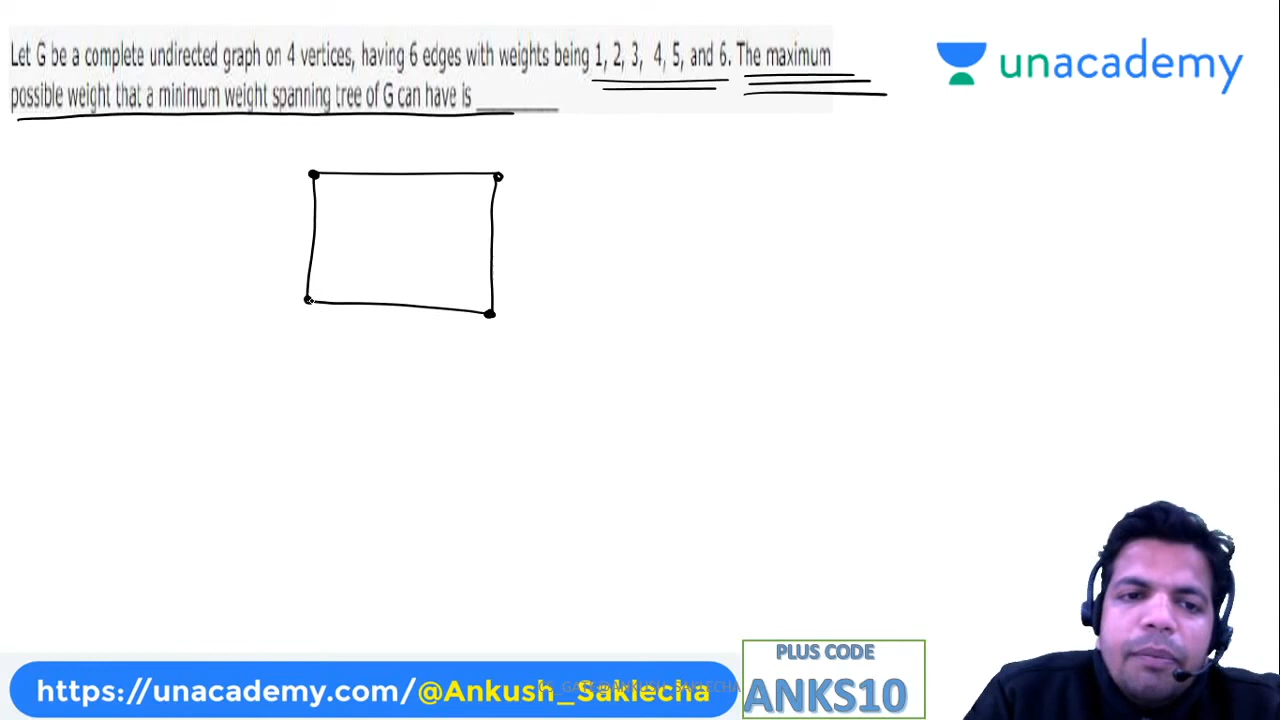 Let G be a complete undirected graph on 4 vertices, having 6 edges with weights being 1, 2, 3, 4, 5, and 6. The maximum
possible weight that a minimum weight spanning tree of G can have is __________
unacademy
PLUS CODE
ANKS10
https://unacademy.com/@Ankush_Saklecha